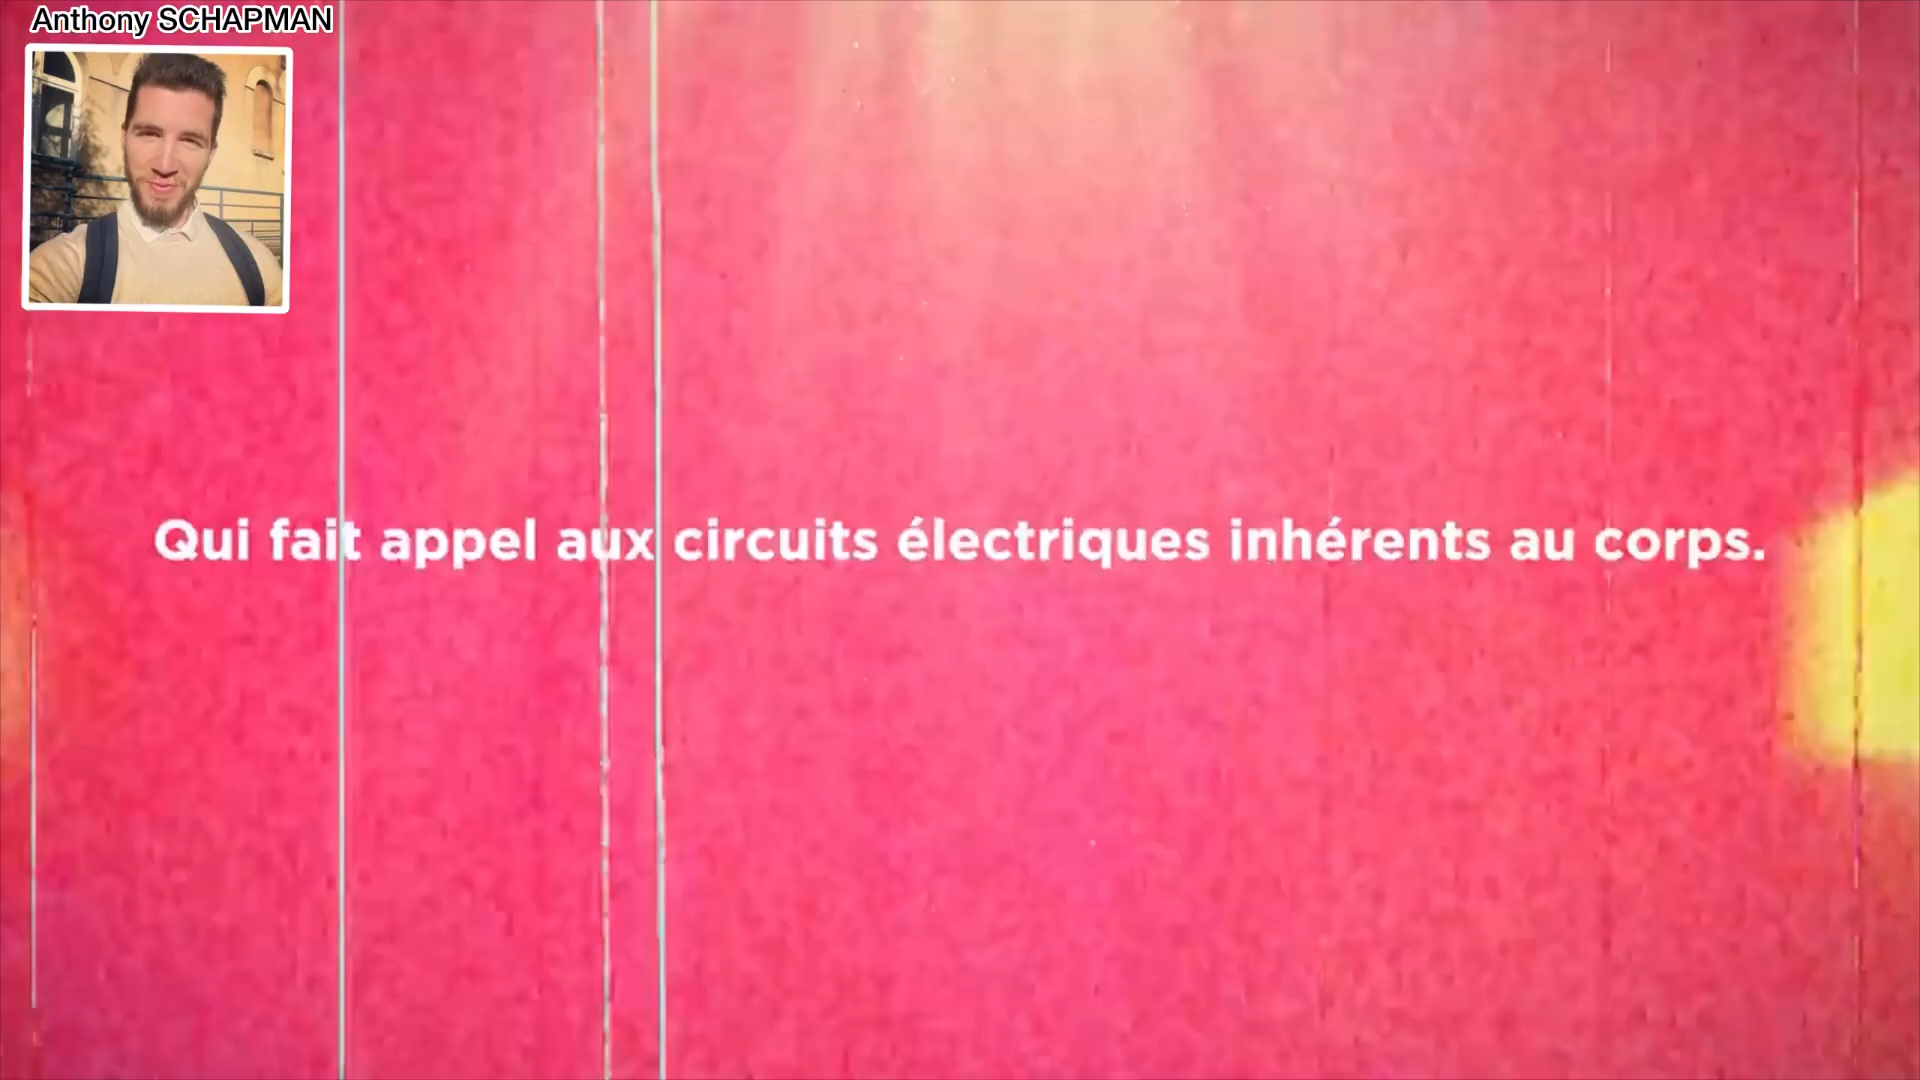 Anthony SCHAPMAN
Qui fait appel aux circuits électriques inhérents au corps.